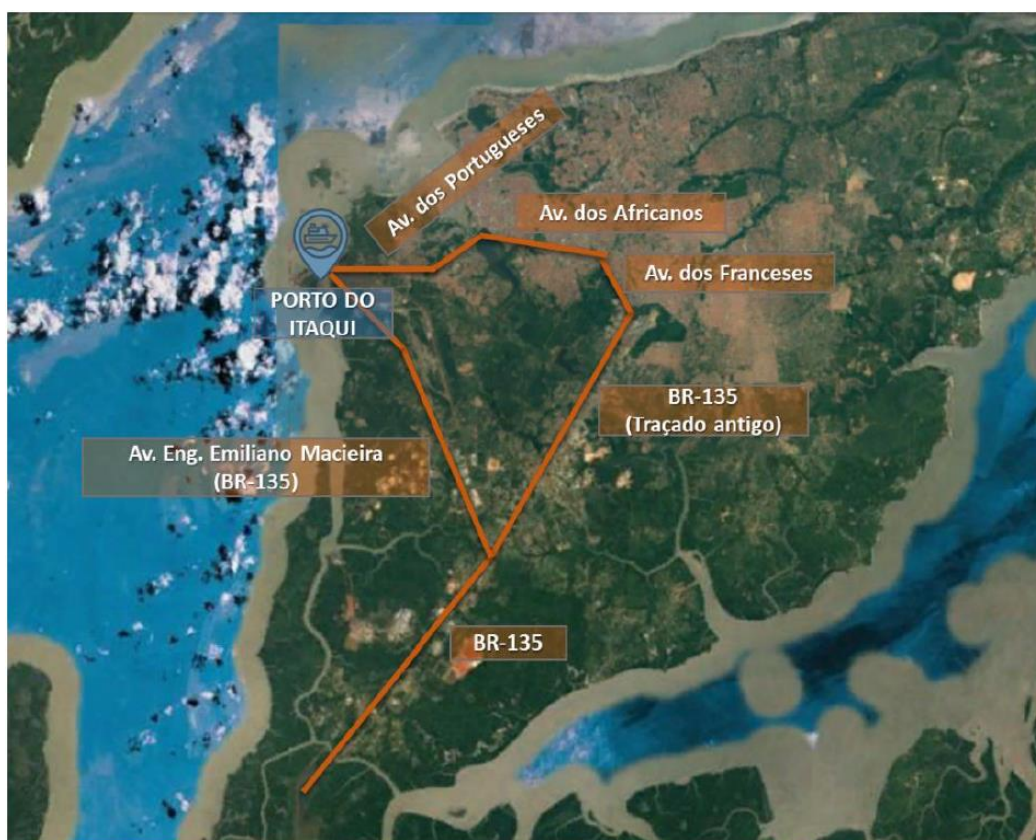 Av. dos Portugueses
Av. dos Africanos
Av. dos Franceses
PORTO DO
ITAQUI
BR-135
(Traçado antigo)
Av. Eng. Emiliano Macieira
(BR-135)
BR-135